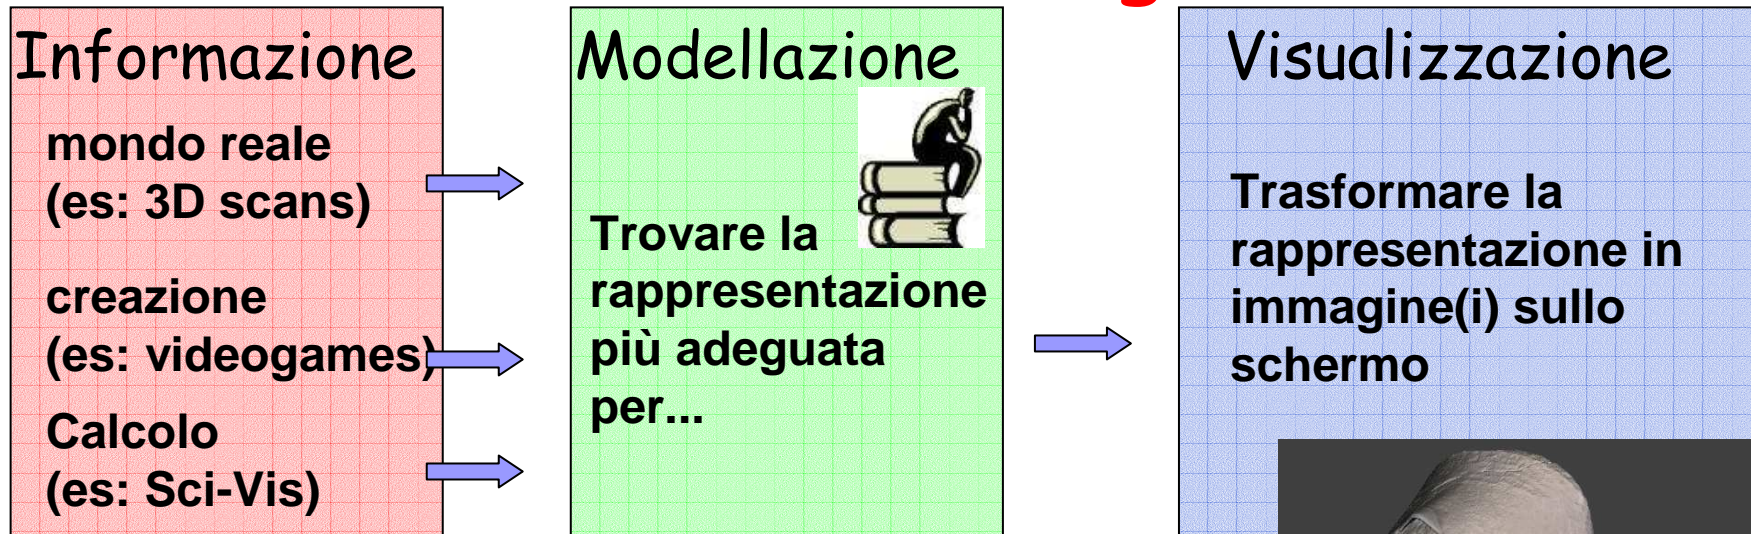 Informazione
mondo reale
(es: 3D scans)
creazione
(es: videogames)
Calcolo
(es: Sci-Vis)
Modellazione
Trovare la
rappresentazione
più adeguata
per...
Visualizzazione
Trasformare la
rappresentazione in
immagine(i) sullo
schermo